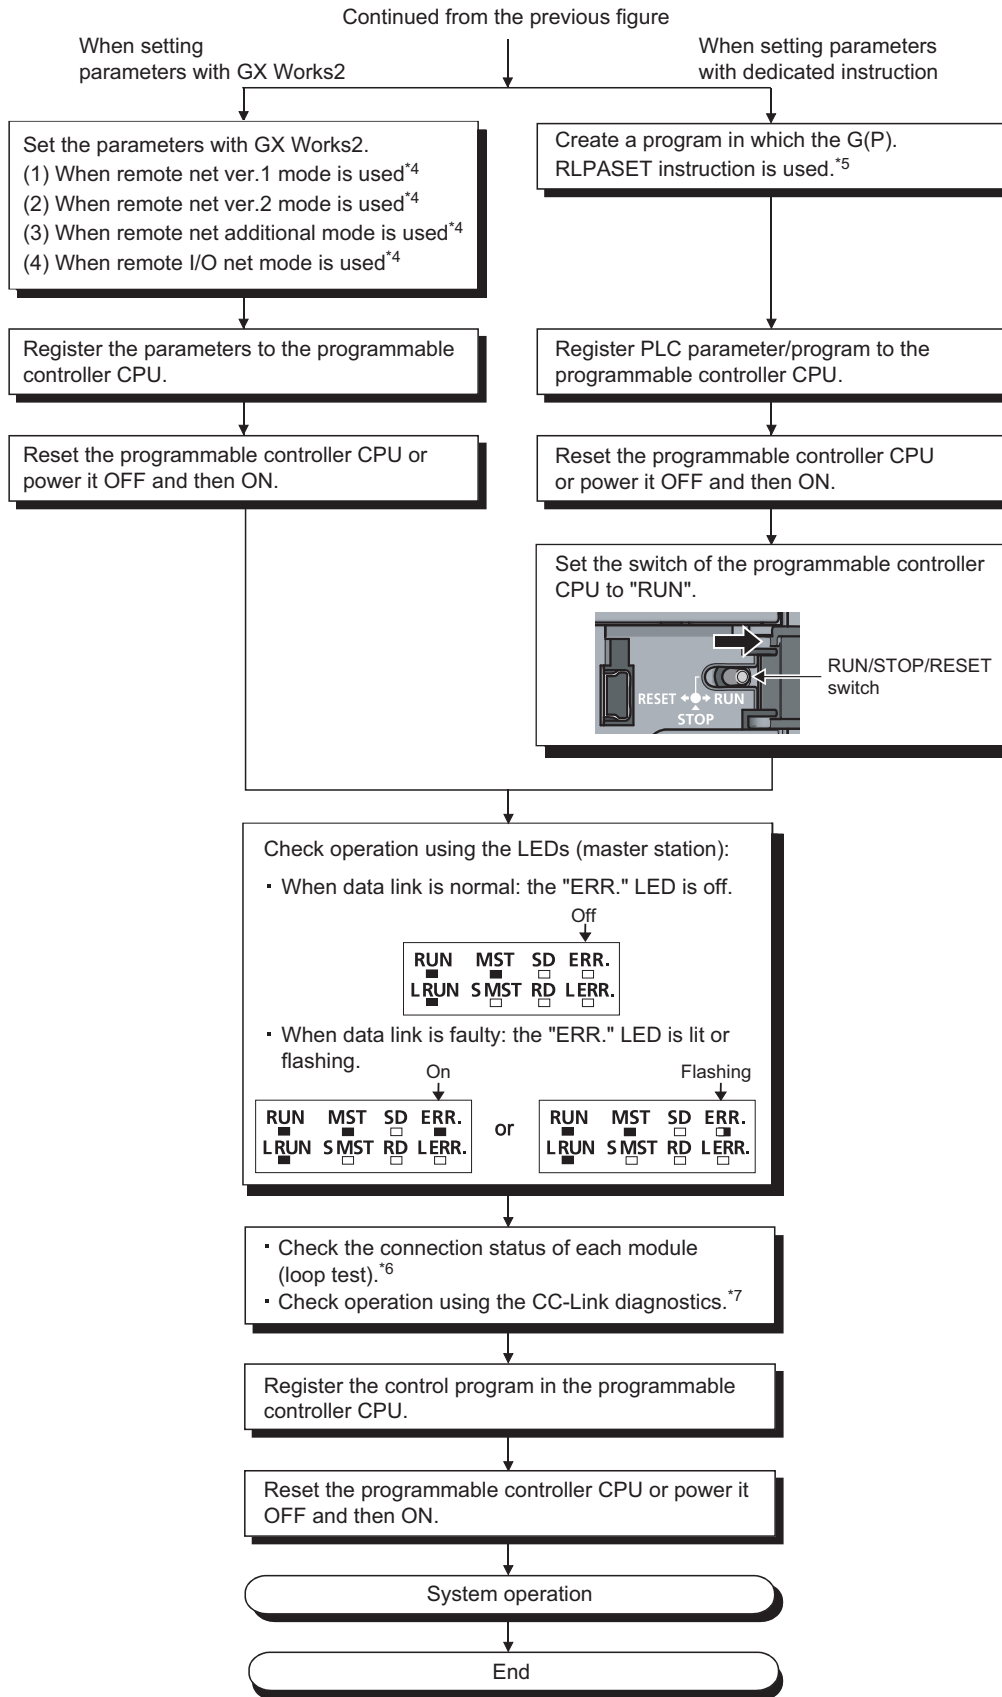 Continued from the previous figure
When setting
parameters with GX Works2
When setting parameters
with dedicated instruction
Set the parameters with GX Works2.
(1) When remote net ver.1 mode is used*4
(2) When remote net ver.2 mode is used*4
(3) When remote net additional mode is used*4
(4) When remote I/O net mode is used*4
Create a program in which the G(P).
RLPASET instruction is used.*5
Register the parameters to the programmable
controller CPU.
Register PLC parameter/program to the
programmable controller CPU.
Reset the programmable controller CPU or
power it OFF and then ON.
Reset the programmable controller CPU
or power it OFF and then ON.
Set the switch of the programmable controller
CPU to "RUN".
RUN/STOP/RESET
switch
RESET RUN
STOP
Check operation using the LEDs (master station):
· When data link is normal: the "ERR." LED is off.
Off
RUN MST SD ERR.
L RUN S MST RD L ERR.
· When data link is faulty: the "ERR." LED is lit or
flashing.
On
RUN MST SD ERR.
L RUN S MST RD L ERR.
or
Flashing
RUN MST SD ERR.
L RUN S MST RD L ERR.
· Check the connection status of each module
(loop test).*6
· Check operation using the CC-Link diagnostics.*7
Register the control program in the programmable
controller CPU.
Reset the programmable controller CPU or power it
OFF and then ON.
System operation
End